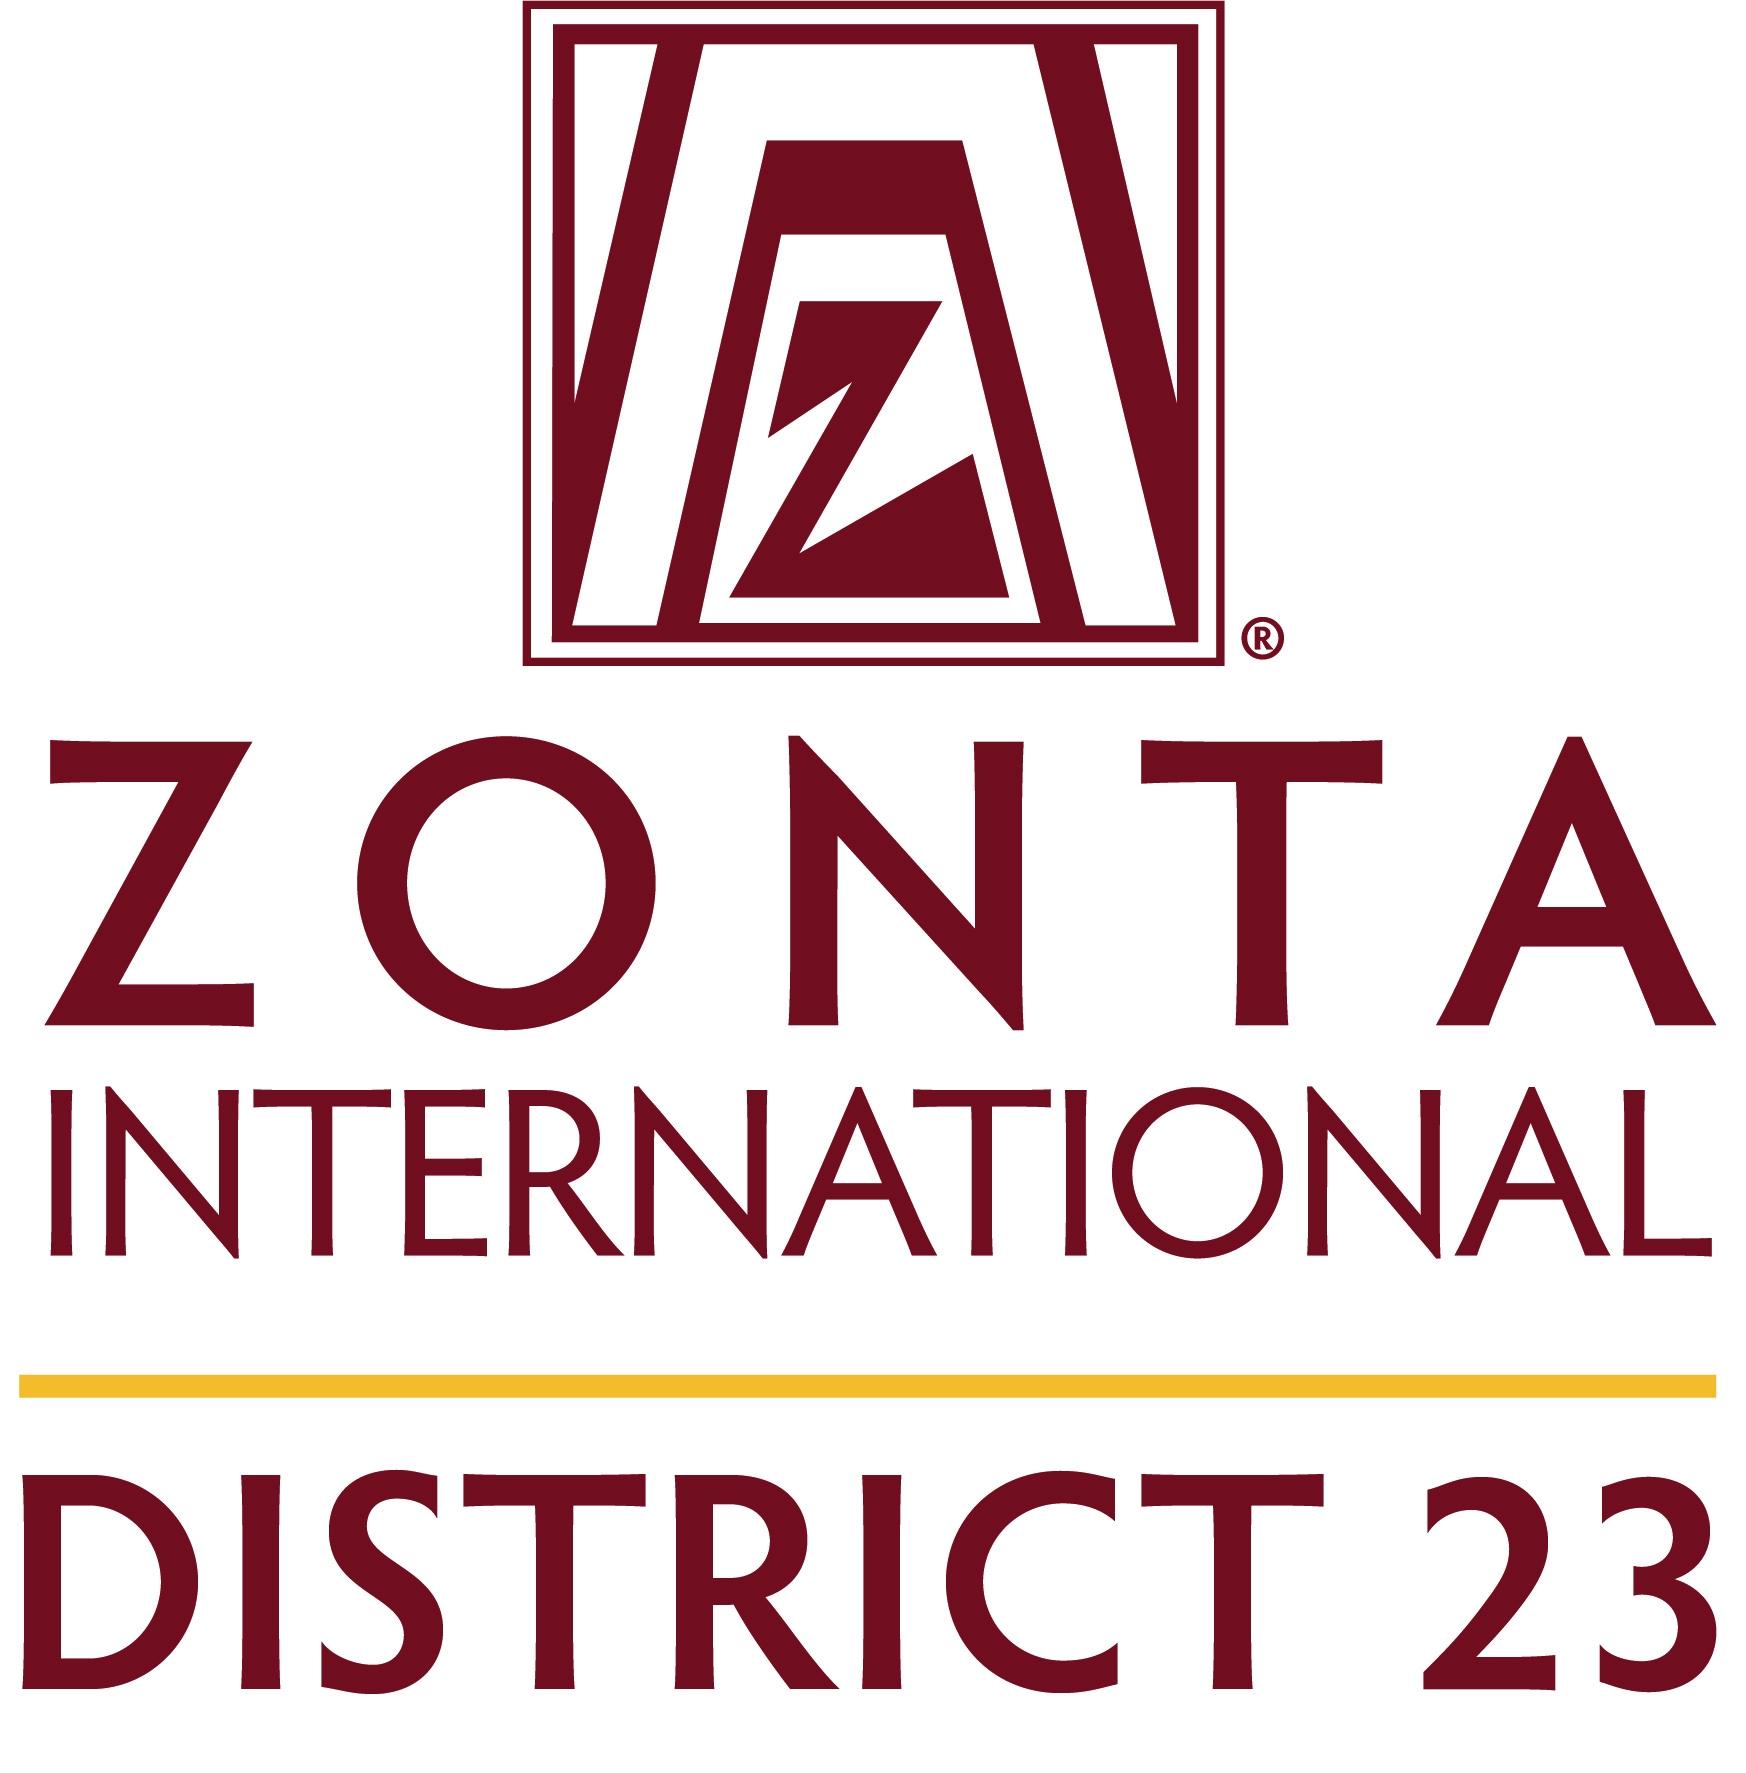 Z
®
ZONTA
INTERNATIONAL
DISTRICT 23